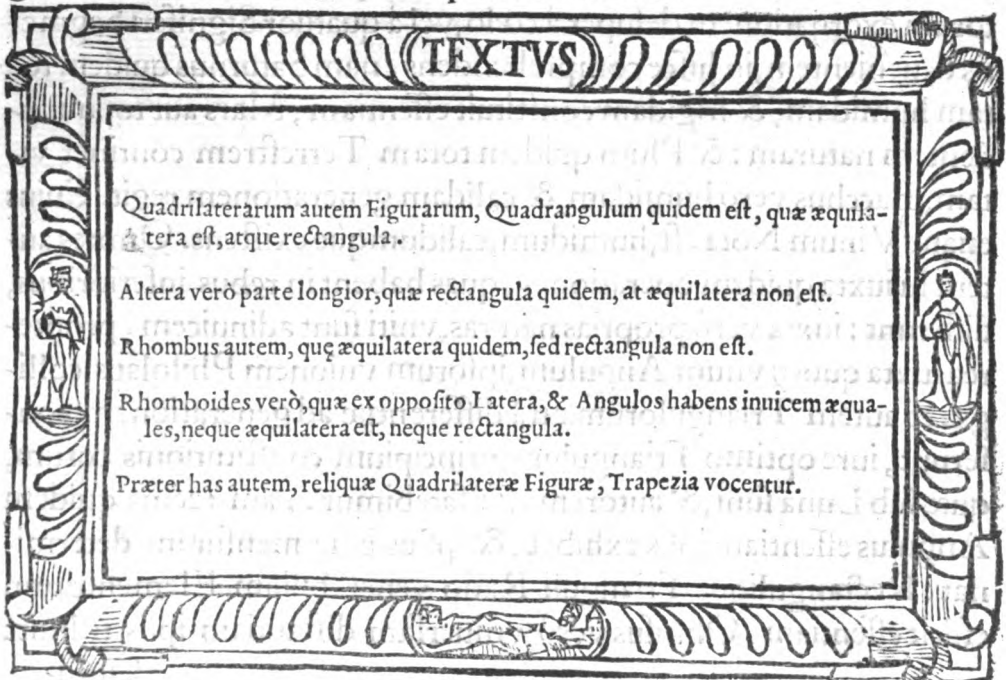 TEXTVS
Quadrilaterarum autem Figurarum, Quadrangulum quidem eſt, quæ æquila-
tera eſt, atque rectangula.
Altera verò parte longior, quæ rectangula quidem, at æquilatera non eſt.
Rhombus autem, quę æquilatera quidem, ſed rectangula non eſt.
Rhomboides verò, quæ ex oppoſito Latera, & Angulos habens inuicem æqua-
les, neque æquilatera eſt, neque rectangula.
Præter has autem, reliquæ Quadrilateræ Figuræ, Trapezia vocentur.